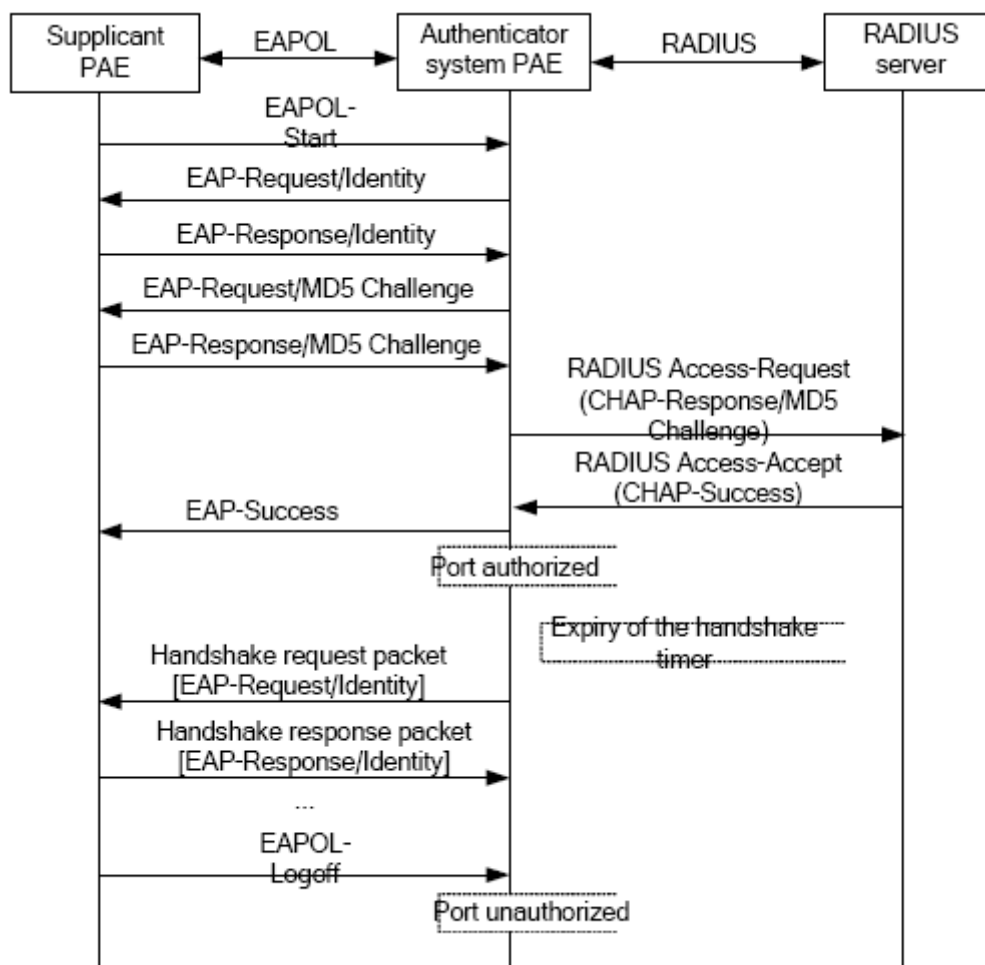 Supplicant
PAE
EAPOL
Authenticator
system PAE
RADIUS
RADIUS
server
EAPOL-
Start
EAP-Request/Identity
EAP-Response/Identity
EAP-Request/MD5 Challenge
EAP-Response/MD5 Challenge
RADIUS Access-Request
(CHAP-Response/MD5
Challenge)
RADIUS Access-Accept
(CHAP-Success)
EAP-Success
Port authorized
Expiry of the handshake
timer
Handshake request packet
[EAP-Request/Identity]
Handshake response packet
[EAP-Response/Identity]
...
EAPOL-
Logoff
Port unauthorized